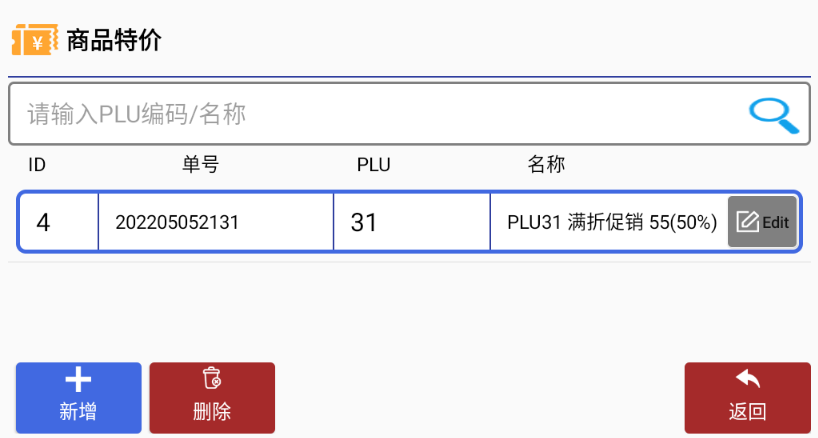 商品特价
请输入PLU编码/名称
ID 单号 PLU 名称
4 202205052131 31 PLU31 满折促销 55(50%) Edit
新增 删除 返回